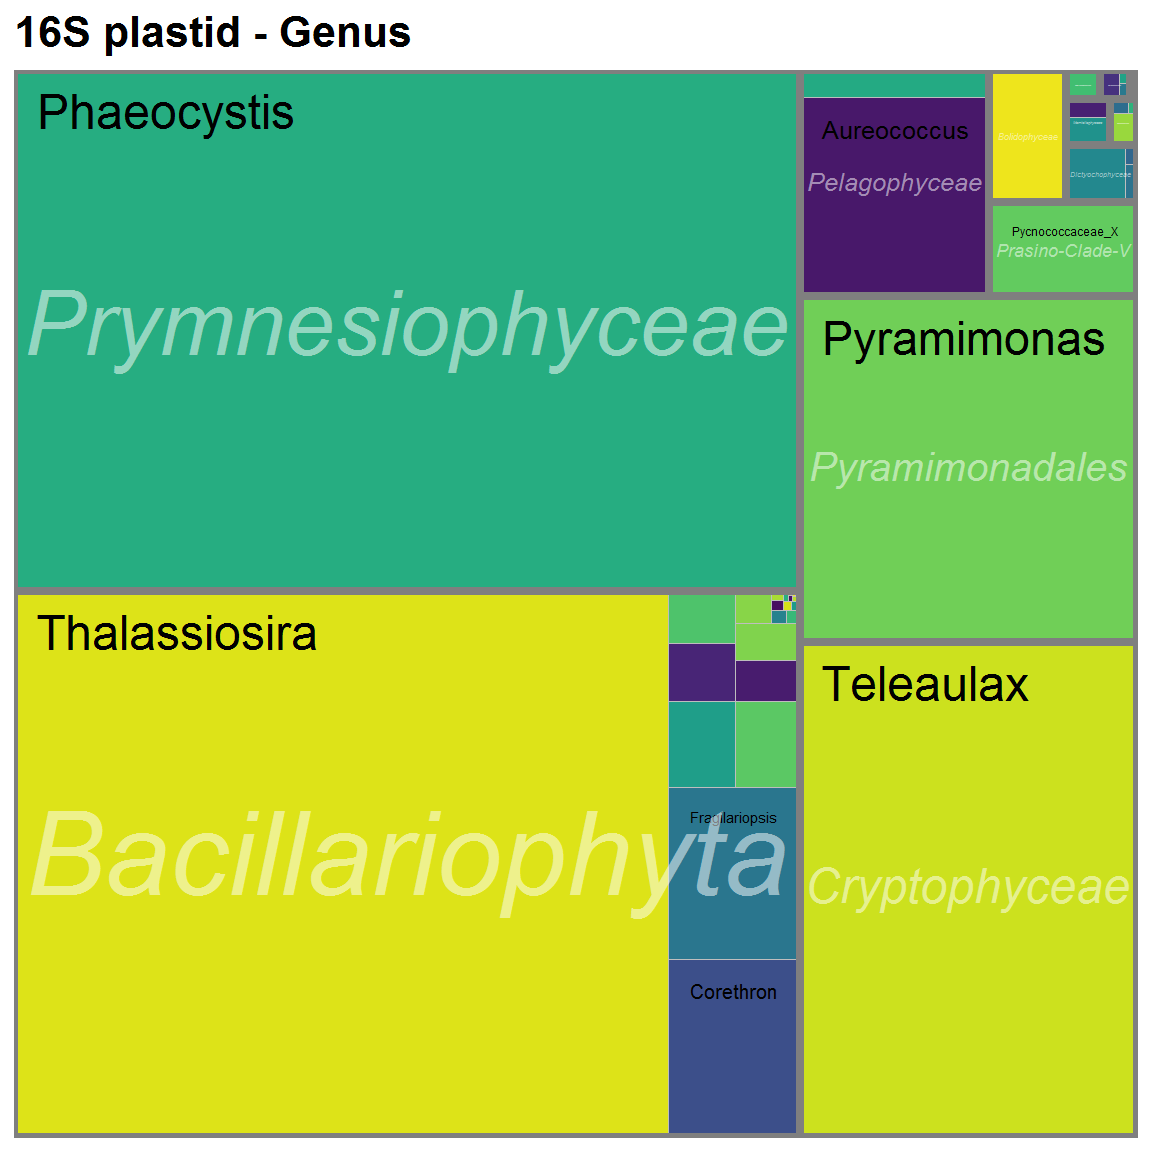 16S plastid - Genus
Phaeocystis
Prymnesiophyceae
Thalassiosira
Bacillariophyta
Fragilariopsis
Corethron
Aureococcus
Pelagophyceae
Bolidophyceae
Dictyochophyceae
Pycnococcaceae_X
Prasino-Clade-V
Pyramimonas
Pyramimonadales
Teleaulax
Cryptophyceae